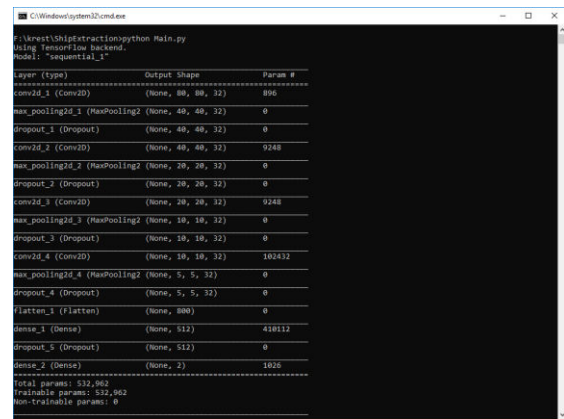 C:\Windows\system32\cmd.exe
F:\krest\ShipExtraction>python Main.py
Using TensorFlow backend.
Model: "sequential_1"
Layer (type) Output Shape Param #
conv2d_1 (Conv2D) (None, 80, 80, 32) 896
max_pooling2d_1 (MaxPooling2 (None, 40, 40, 32) 0
dropout_1 (Dropout) (None, 40, 40, 32) 0
conv2d_2 (Conv2D) (None, 40, 40, 32) 9248
max_pooling2d_2 (MaxPooling2 (None, 20, 20, 32) 0
dropout_2 (Dropout) (None, 20, 20, 32) 0
conv2d_3 (Conv2D) (None, 20, 20, 32) 9248
max_pooling2d_3 (MaxPooling2 (None, 10, 10, 32) 0
dropout_3 (Dropout) (None, 10, 10, 32) 0
conv2d_4 (Conv2D) (None, 10, 10, 32) 102432
max_pooling2d_4 (MaxPooling2 (None, 5, 5, 32) 0
dropout_4 (Dropout) (None, 5, 5, 32) 0
flatten_1 (Flatten) (None, 800) 0
dense_1 (Dense) (None, 512) 410112
dropout_5 (Dropout) (None, 512) 0
dense_2 (Dense) (None, 2) 1026
Total params: 532,962
Trainable params: 532,962
Non-trainable params: 0